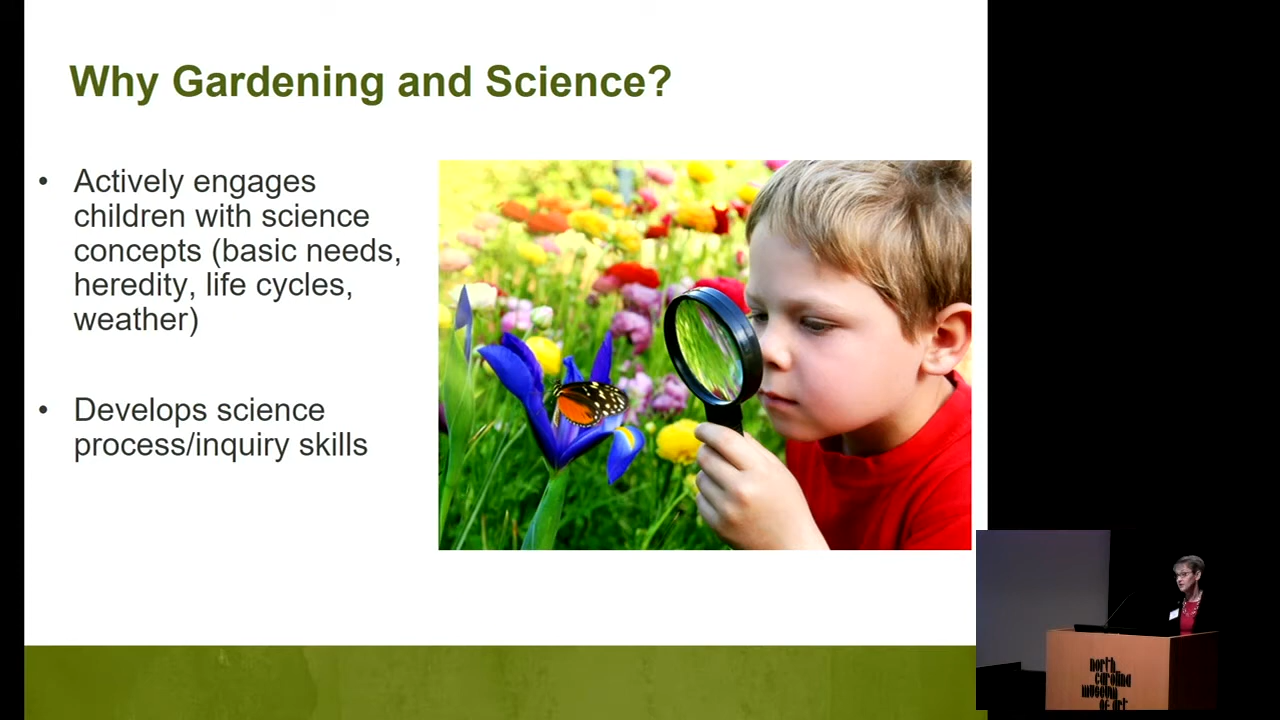 Why Gardening and Science?
• Actively engages
children with science
concepts (basic needs,
heredity, life cycles,
weather)
• Develops science
process/inquiry skills
north
carolina
museum
of art